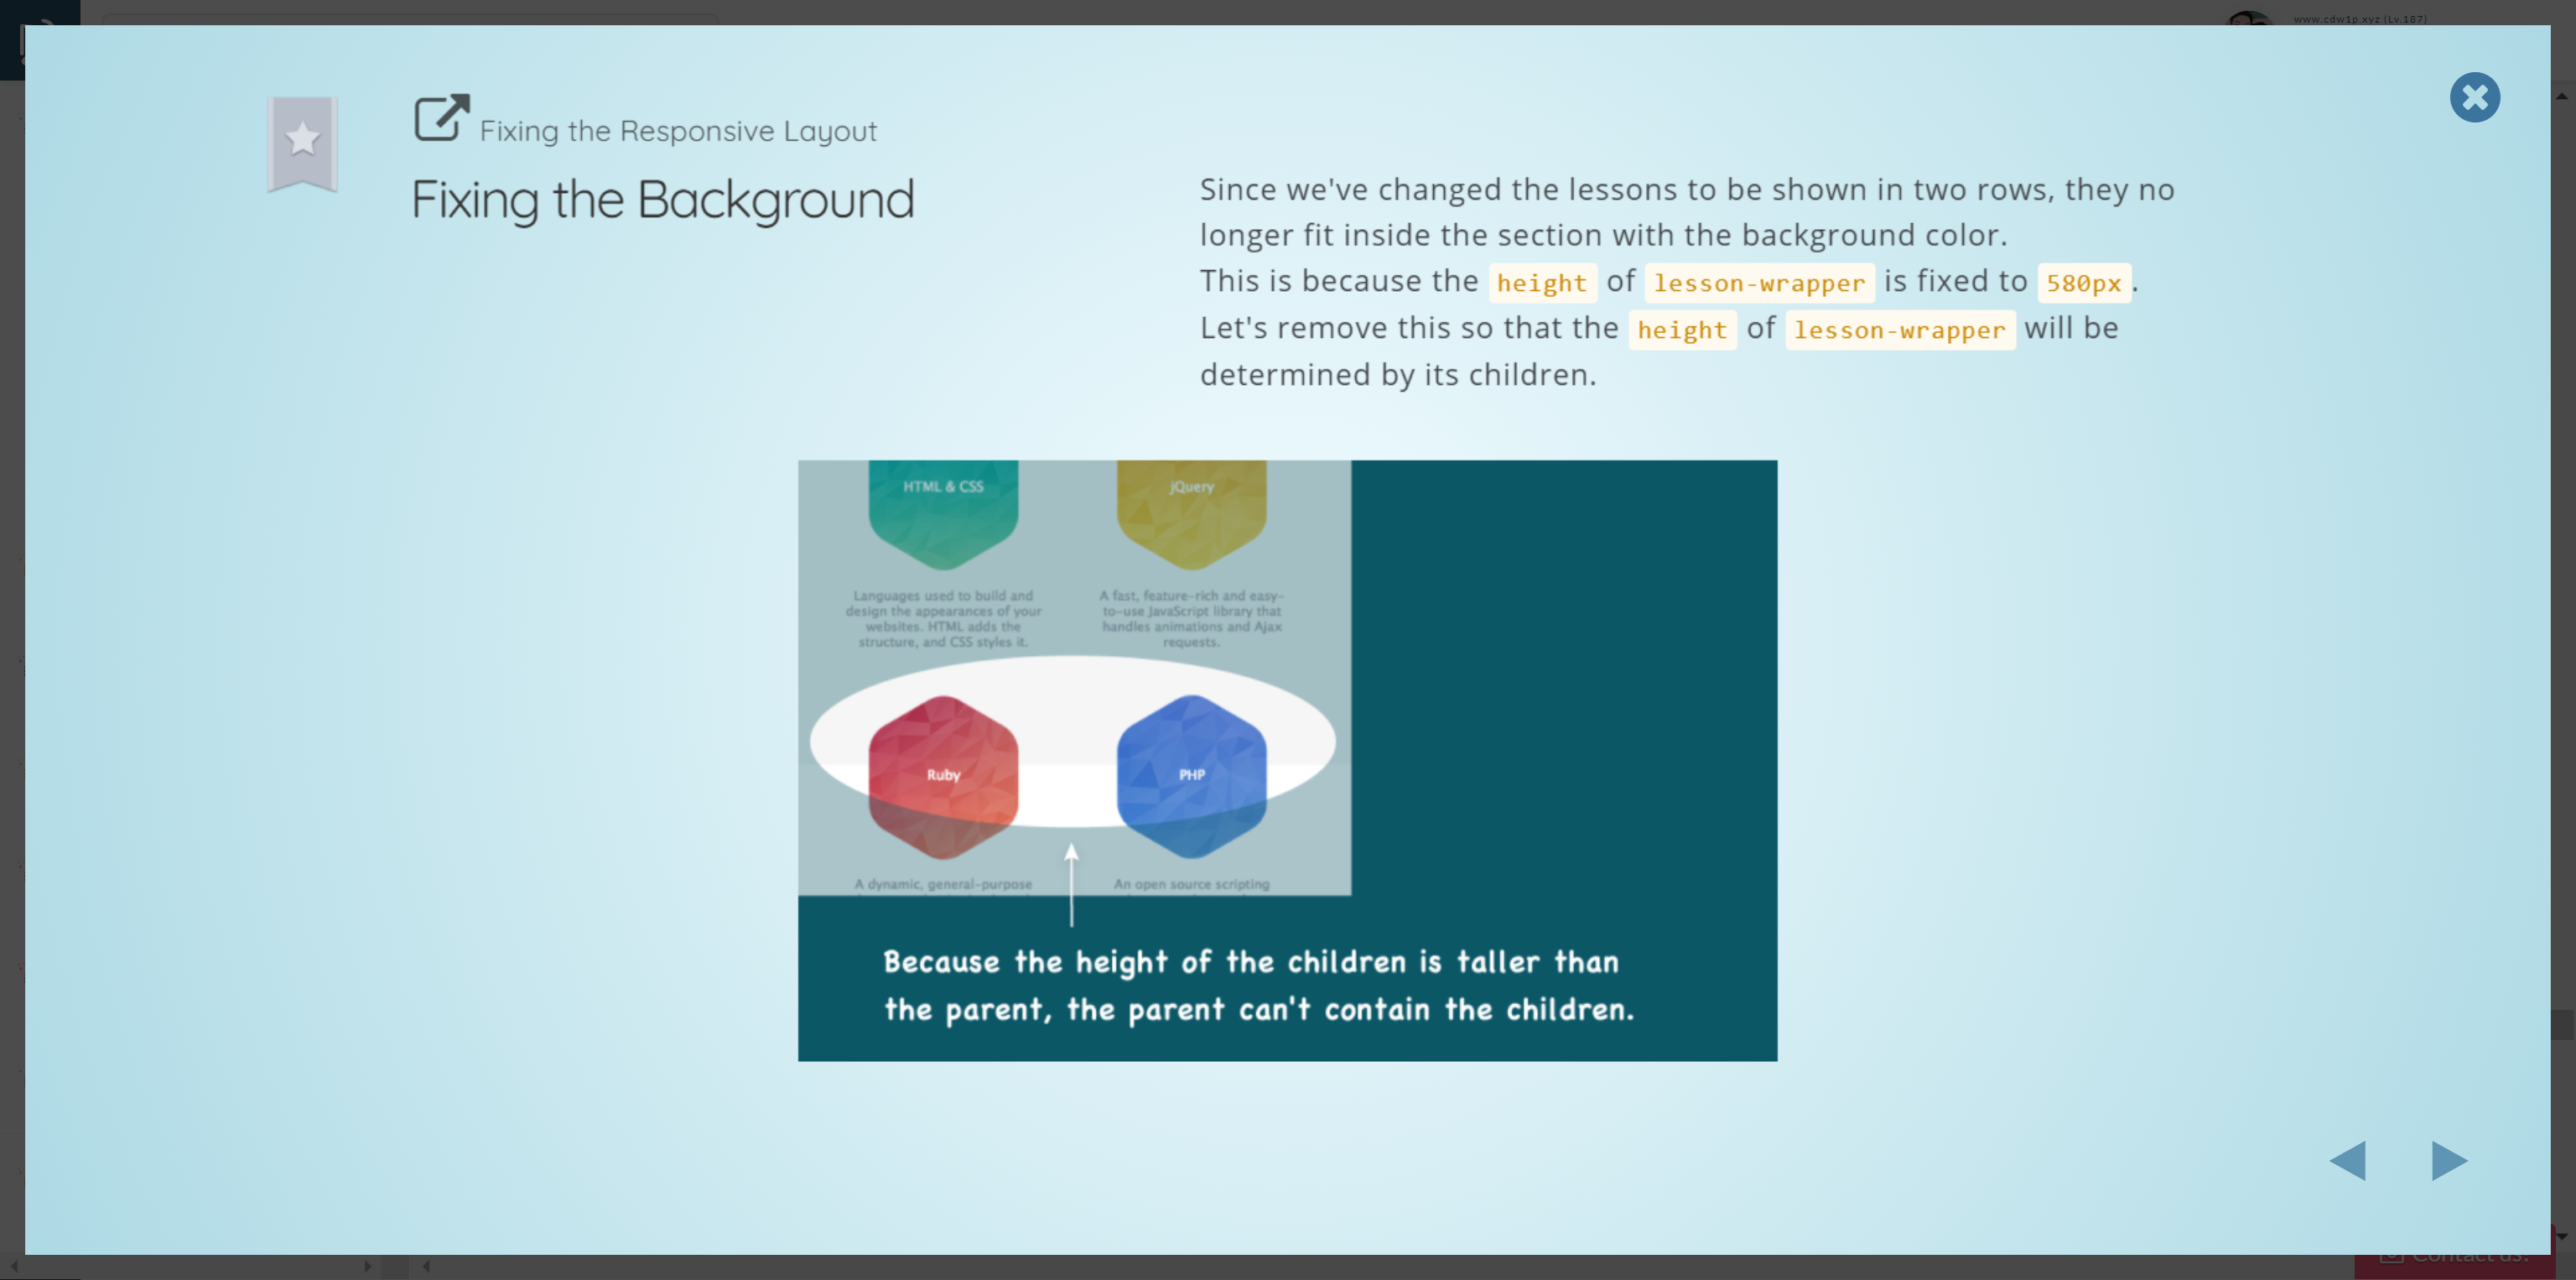 www.cdw1p.xyz (Lv.187)
Fixing the Responsive Layout
Fixing the Background
Since we've changed the lessons to be shown in two rows, they no
longer fit inside the section with the background color.
This is because the height of lesson-wrapper is fixed to 580px.
Let's remove this so that the height of lesson-wrapper will be
determined by its children.
HTML & CSS
jQuery
Languages used to build and
design the appearances of your
websites. HTML adds the
structure, and CSS styles it.
A fast, feature-rich and easy-
to-use JavaScript library that
handles animations and Ajax
requests.
Ruby
PHP
A dynamic, general-purpose
An open source scripting
Because the height of the children is taller than
the parent, the parent can't contain the children.
Contact us!